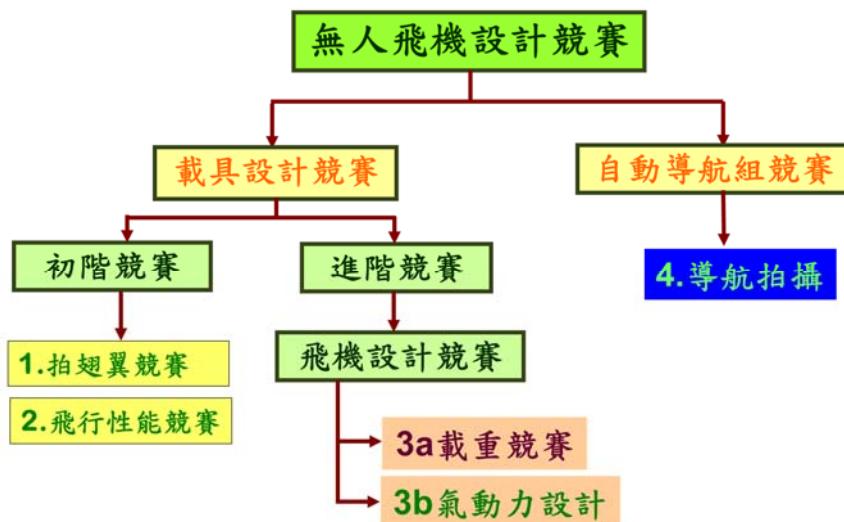 無人飛機設計競賽
載具設計競賽
自動導航組競賽
初階競賽
進階競賽
4.導航拍攝
飛機設計競賽
1.拍翅翼競賽
2.飛行性能競賽
3a載重競賽
3b氣動力設計